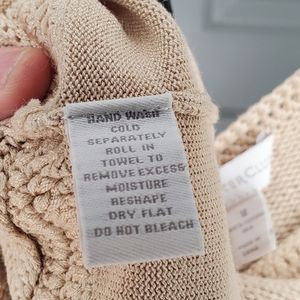 HAND WASH
COLD
SEPARATELY
ROLL IN
TOWEL TO
REMOVE EXCESS
MOISTURE
RESHAPE
DRY FLAT
DO NOT BLEACH
M